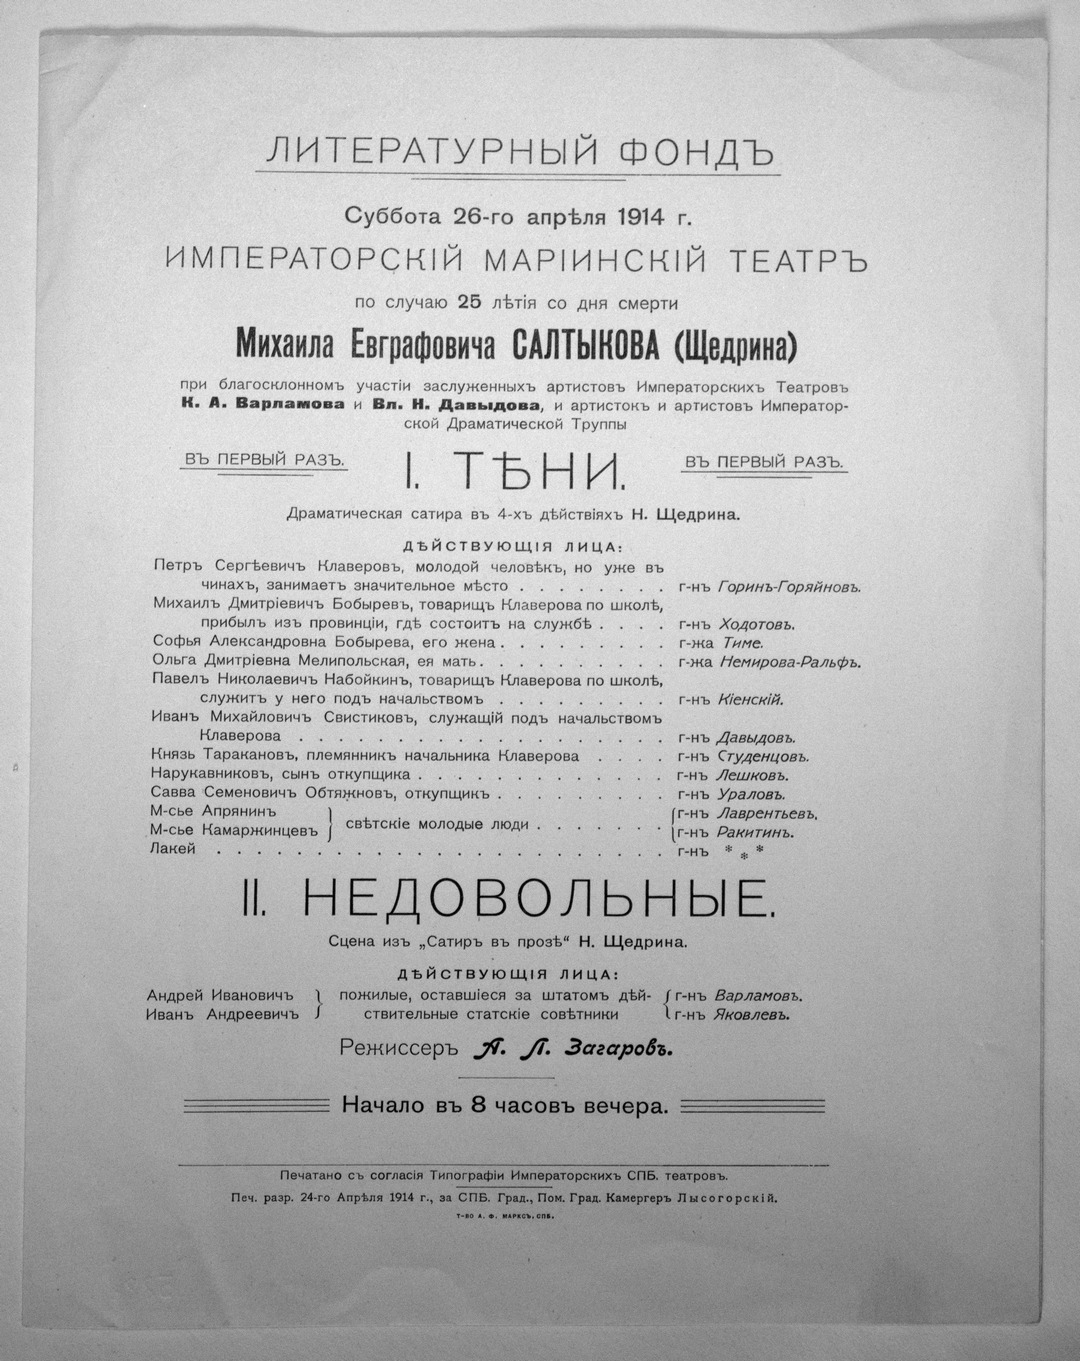 ЛИТЕРАТУРНЫЙ ФОНДЪ
Суббота 26-го апрѣля 1914 г.
ИМПЕРАТОРСКІЙ МАРІИНСКІЙ ТЕАТРЪ
по случаю 25 лѣтія со дня смерти
Михаила Евграфовича САЛТЫКОВА (Щедрина)
при благосклонномъ участіи заслуженныхъ артистовъ Императорскихъ Театровъ
К. А. Варламова и Вл. Н. Давыдова, и артистокъ и артистовъ Император-
ской Драматической Труппы
ВЪ ПЕРВЫЙ РАЗЪ. I. ТѢНИ. ВЪ ПЕРВЫЙ РАЗЪ.
Драматическая сатира въ 4-хъ дѣйствіяхъ Н. Щедрина.
ДѢЙСТВУЮЩІЯ ЛИЦА:
Петръ Сергѣевичъ Клаверовъ, молодой человѣкъ, но уже въ
чинахъ, занимаетъ значительное мѣсто . . . . . . . . г-нъ Горинъ-Горяйновъ.
Михаилъ Дмитріевичъ Бобыревъ, товарищъ Клаверова по школѣ,
прибылъ изъ провинціи, гдѣ состоитъ на службѣ . . . . г-нъ Ходотовъ.
Софья Александровна Бобырева, его жена . . . . . . . . . . г-жа Тиме.
Ольга Дмитріевна Мелипольская, ея мать . . . . . . . . . . . г-жа Немирова-Ральфъ.
Павелъ Николаевичъ Набойкинъ, товарищъ Клаверова по школѣ,
служитъ у него подъ начальствомъ . . . . . . . . . г-нъ Кіенскій.
Иванъ Михайловичъ Свистиковъ, служащій подъ начальствомъ
Клаверова . . . . . . . . . . . . . . . . . . . г-нъ Давыдовъ.
Князь Таракановъ, племянникъ начальника Клаверова . . . . г-нъ Студенцовъ.
Нарукавниковъ, сынъ откупщика . . . . . . . . . . . . . г-нъ Лешковъ.
Савва Семеновичъ Обтяжновъ, откупщикъ . . . . . . . . . г-нъ Ураловъ.
М-сье Апрянинъ г-нъ Лаврентьевъ.
свѣтскіе молодые люди . . . . . . .
М-сье Камаржинцевъ г-нъ Ракитинъ.
Лакей . . . . . . . . . . . . . . . . . . . . . . . г-нъ * * *
II. НЕДОВОЛЬНЫЕ.
Сцена изъ „Сатиръ въ прозѣ“ Н. Щедрина.
ДѢЙСТВУЮЩІЯ ЛИЦА:
Андрей Ивановичъ } пожилые, оставшіеся за штатомъ дѣй- { г-нъ Варламовъ.
Иванъ Андреевичъ } ствительные статскіе совѣтники { г-нъ Яковлевъ.
Режиссеръ А. Л. Загаровъ.
Начало въ 8 часовъ вечера.
Печатано съ согласія Типографіи Императорскихъ СПБ. театровъ.
Печ. разр. 24-го Апрѣля 1914 г., за СПБ. Град., Пом. Град. Камергеръ Лысогорскій.
Т-во А. Ф. МАРКСЪ, СПБ.